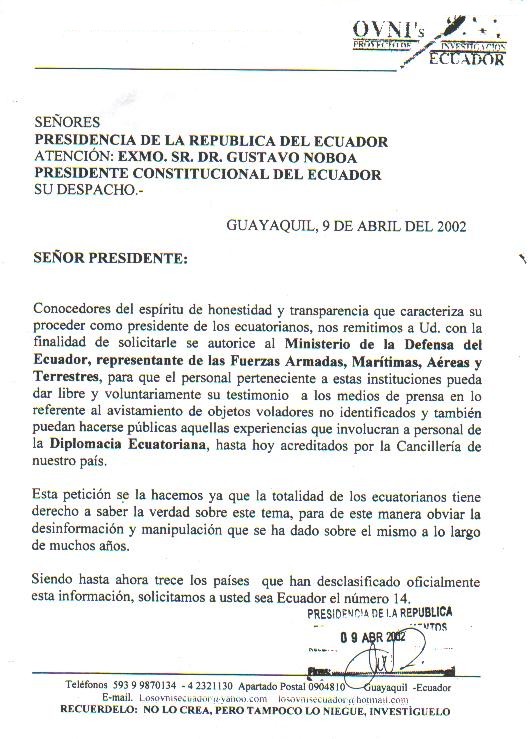 OVNI's
PROYECTO DE INVESTIGACION
ECUADOR
SEÑORES
PRESIDENCIA DE LA REPUBLICA DEL ECUADOR
ATENCIÓN: EXMO. SR. DR. GUSTAVO NOBOA
PRESIDENTE CONSTITUCIONAL DEL ECUADOR
SU DESPACHO.-
GUAYAQUIL, 9 DE ABRIL DEL 2002
SEÑOR PRESIDENTE:
Conocedores del espíritu de honestidad y transparencia que caracteriza su
proceder como presidente de los ecuatorianos, nos remitimos a Ud. con la
finalidad de solicitarle se autorice al Ministerio de la Defensa del
Ecuador, representante de las Fuerzas Armadas, Marítimas, Aéreas y
Terrestres, para que el personal perteneciente a estas instituciones pueda
dar libre y voluntariamente su testimonio a los medios de prensa en lo
referente al avistamiento de objetos voladores no identificados y también
puedan hacerse públicas aquellas experiencias que involucran a personal de
la Diplomacia Ecuatoriana, hasta hoy acreditados por la Cancillería de
nuestro país.
Esta petición se la hacemos ya que la totalidad de los ecuatorianos tiene
derecho a saber la verdad sobre este tema, para de este manera obviar la
desinformación y manipulación que se ha dado sobre el mismo a lo largo
de muchos años.
Siendo hasta ahora trece los países que han desclasificado oficialmente
esta información, solicitamos a usted sea Ecuador el número 14.
PRESIDENCIA DE LA REPUBLICA
09 ABR 2002
Teléfonos 593 9 9870134 - 4 2321130 Apartado Postal 0904810 Guayaquil -Ecuador
E-mail. Losovnisecuador@yahoo.com losovnisecuador@hotmail.com
RECUERDELO: NO LO CREA, PERO TAMPOCO LO NIEGUE, INVESTÌGUELO